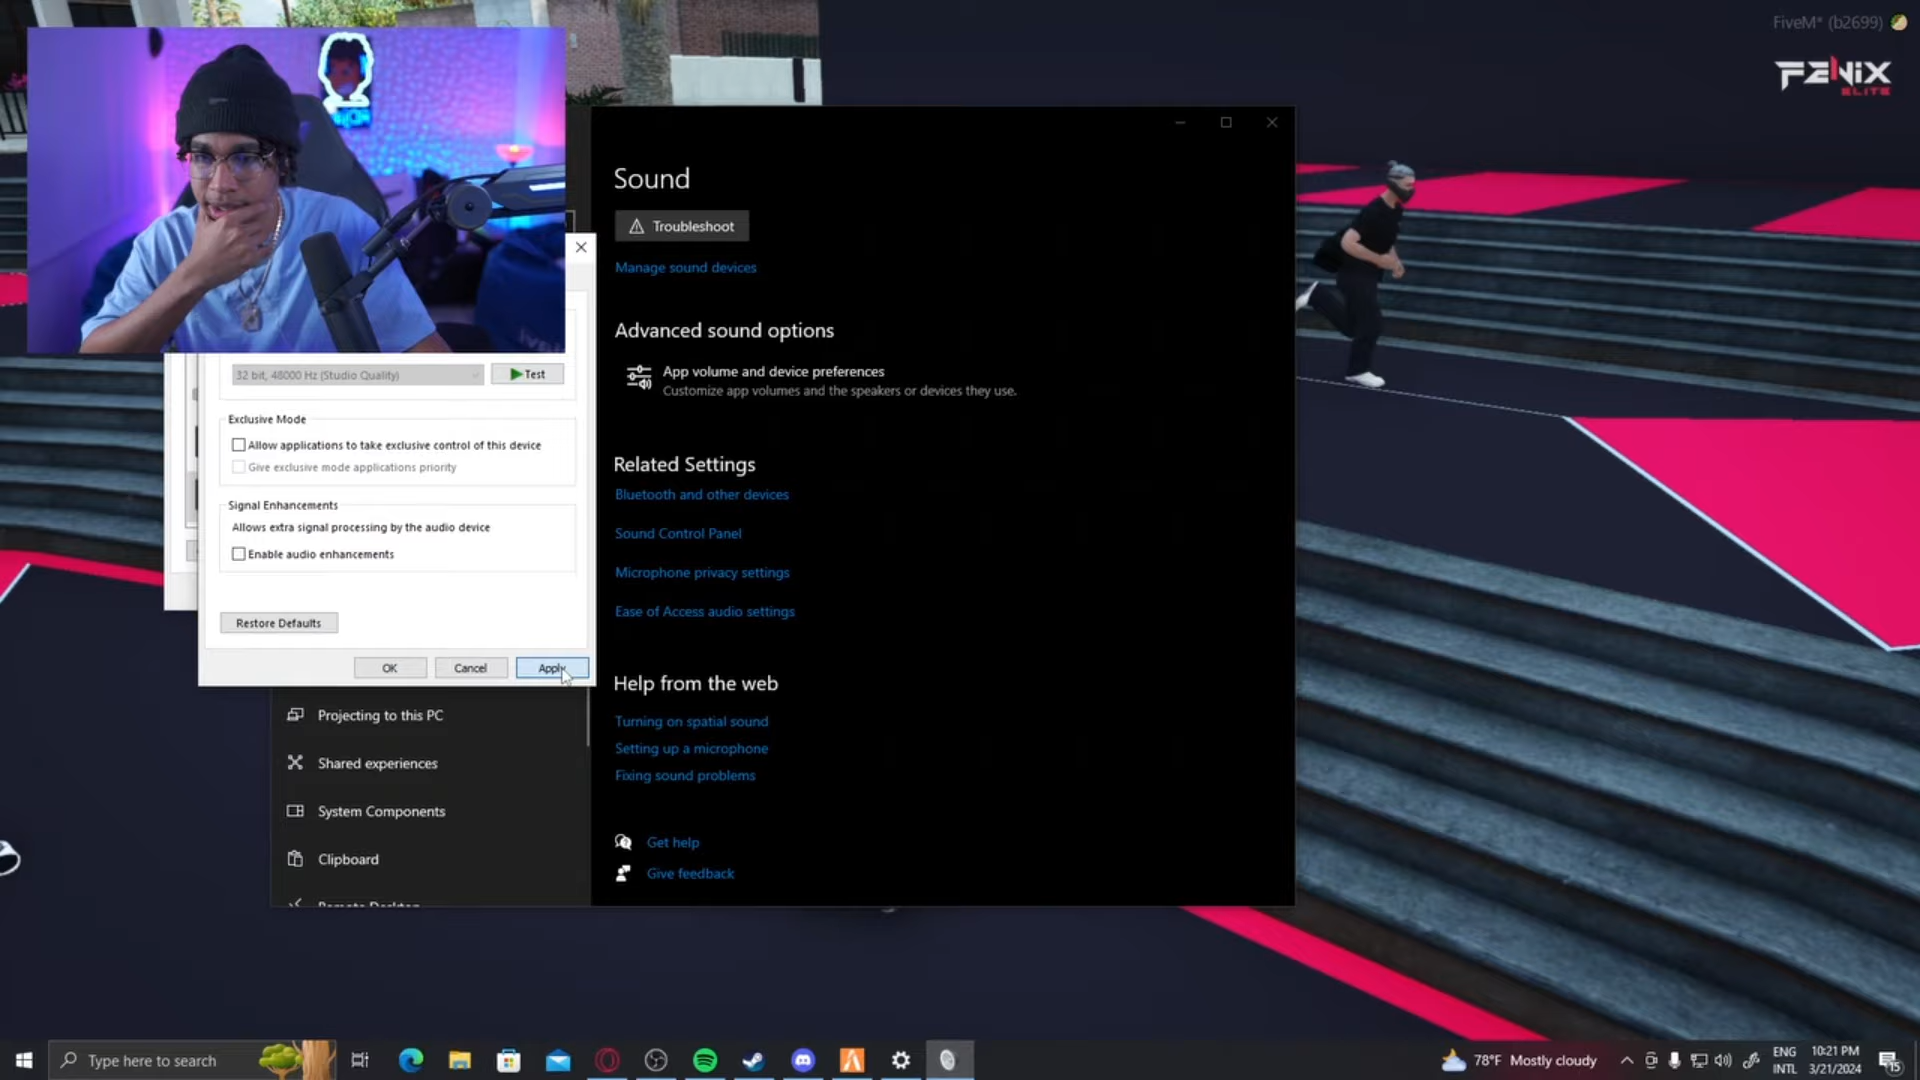 FiveM* (b2699)
FENIX
ELITE
Sound
Troubleshoot
Manage sound devices
Advanced sound options
App volume and device preferences
Customize app volumes and the speakers or devices they use.
Related Settings
Bluetooth and other devices
Sound Control Panel
Microphone privacy settings
Ease of Access audio settings
Help from the web
Turning on spatial sound
Setting up a microphone
Fixing sound problems
Get help
Give feedback
32 bit, 48000 Hz (Studio Quality)
Test
Exclusive Mode
Allow applications to take exclusive control of this device
Give exclusive mode applications priority
Signal Enhancements
Allows extra signal processing by the audio device
Enable audio enhancements
Restore Defaults
OK Cancel Apply
Projecting to this PC
Shared experiences
System Components
Clipboard
Remote Desktop
Type here to search
78°F Mostly cloudy
ENG
INTL
10:21 PM
3/21/2024
15